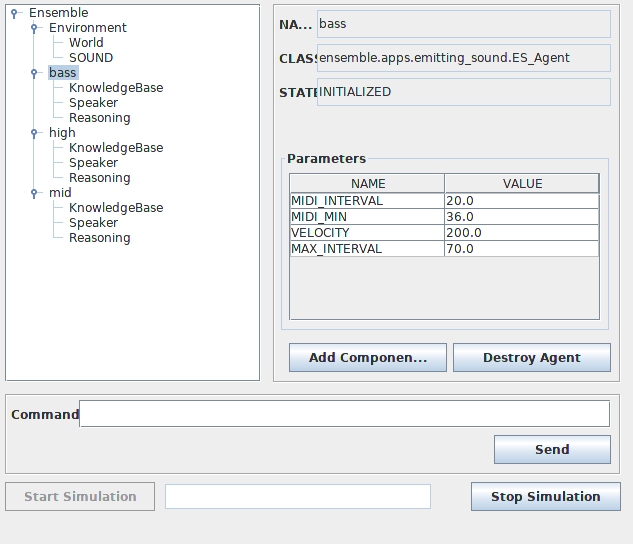 Ensemble
Environment
World
SOUND
bass
KnowledgeBase
Speaker
Reasoning
high
KnowledgeBase
Speaker
Reasoning
mid
KnowledgeBase
Speaker
Reasoning
NA... bass
CLASS ensemble.apps.emitting_sound.ES_Agent
STATE INITIALIZED
Parameters
NAME VALUE
MIDI_INTERVAL 20.0
MIDI_MIN 36.0
VELOCITY 200.0
MAX_INTERVAL 70.0
Add Componen... Destroy Agent
Command
Send
Start Simulation Stop Simulation